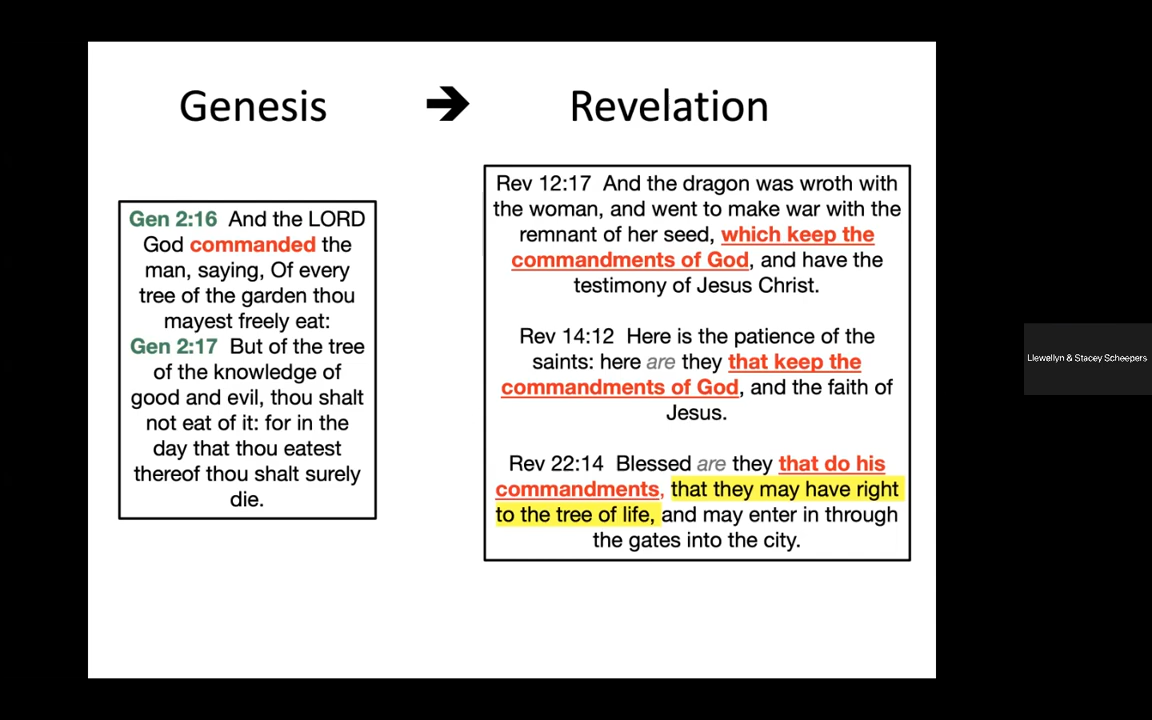 Genesis ➔ Revelation
Gen 2:16 And the LORD
God commanded the
man, saying, Of every
tree of the garden thou
mayest freely eat:
Gen 2:17 But of the tree
of the knowledge of
good and evil, thou shalt
not eat of it: for in the
day that thou eatest
thereof thou shalt surely
die.
Rev 12:17 And the dragon was wroth with
the woman, and went to make war with the
remnant of her seed, which keep the
commandments of God, and have the
testimony of Jesus Christ.
Rev 14:12 Here is the patience of the
saints: here are they that keep the
commandments of God, and the faith of
Jesus.
Rev 22:14 Blessed are they that do his
commandments, that they may have right
to the tree of life, and may enter in through
the gates into the city.
Llewellyn & Stacey Scheepers